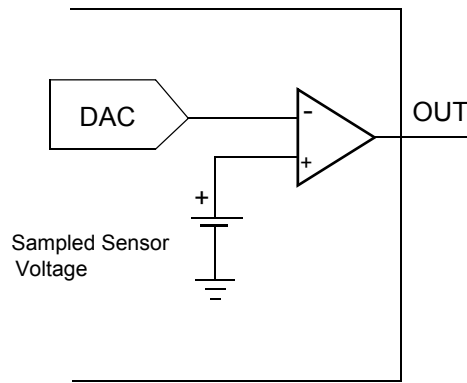 DAC
-
OUT
+
+
Sampled Sensor
Voltage